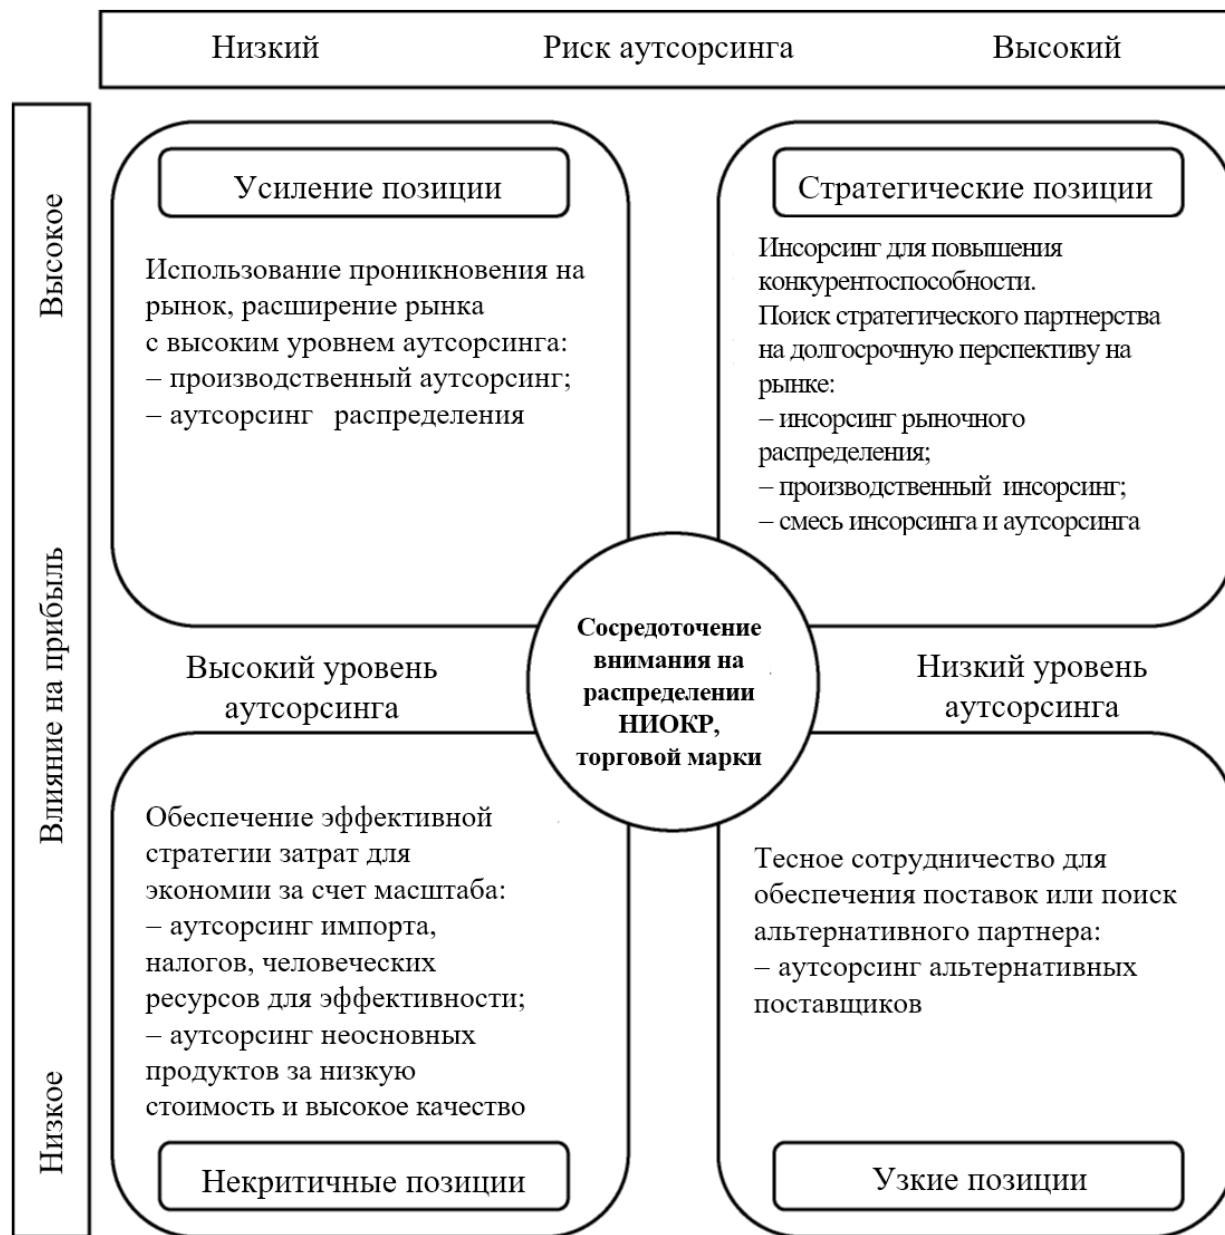 Низкий Риск аутсорсинга Высокий
Высокое
Влияние на прибыль
Низкое
Усиление позиции
Использование проникновения на
рынок, расширение рынка
с высоким уровнем аутсорсинга:
– производственный аутсорсинг;
– аутсорсинг распределения
Стратегические позиции
Инсорсинг для повышения
конкурентоспособности.
Поиск стратегического партнерства
на долгосрочную перспективу на
рынке:
– инсорсинг рыночного
распределения;
– производственный инсорсинг;
– смесь инсорсинга и аутсорсинга
Высокий уровень
аутсорсинга
Сосредоточение
внимания на
распределении
НИОКР,
торговой марки
Низкий уровень
аутсорсинга
Обеспечение эффективной
стратегии затрат для
экономии за счет масштаба:
– аутсорсинг импорта,
налогов, человеческих
ресурсов для эффективности;
– аутсорсинг неосновных
продуктов за низкую
стоимость и высокое качество
Некритичные позиции
Тесное сотрудничество для
обеспечения поставок или поиск
альтернативного партнера:
– аутсорсинг альтернативных
поставщиков
Узкие позиции